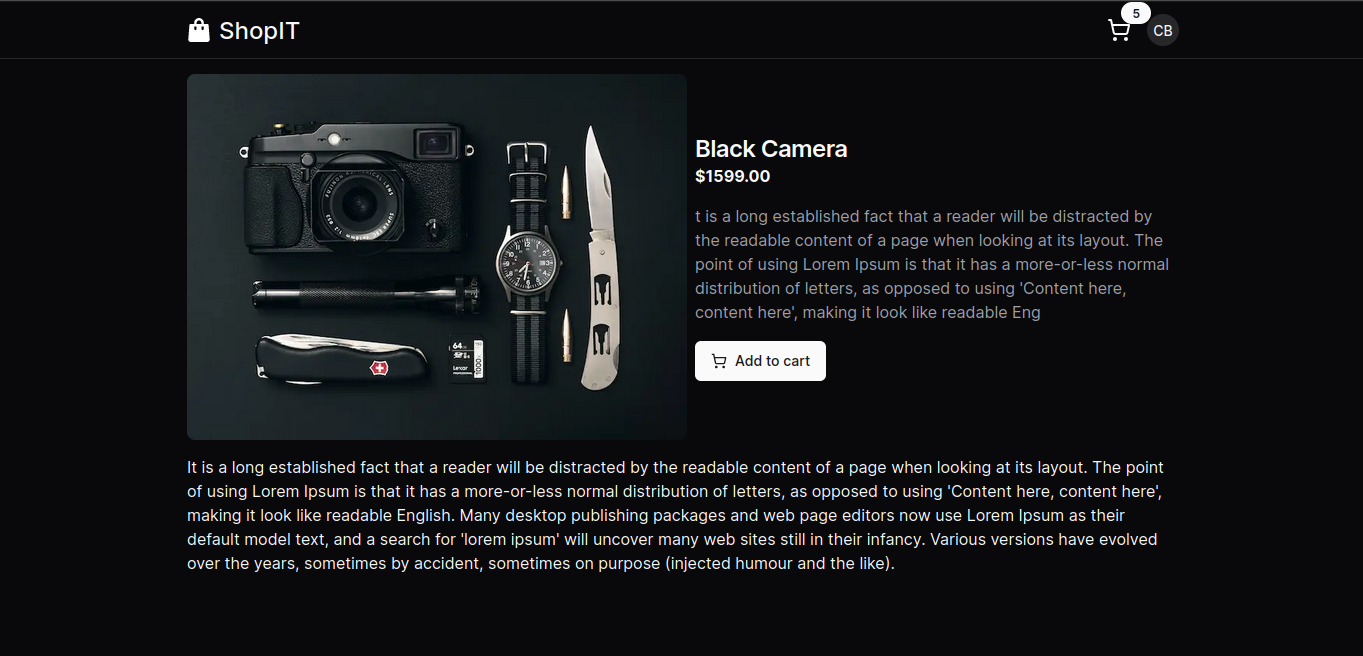 ShopIT
5
CB
Black Camera
$1599.00
t is a long established fact that a reader will be distracted by
the readable content of a page when looking at its layout. The
point of using Lorem Ipsum is that it has a more-or-less normal
distribution of letters, as opposed to using 'Content here,
content here', making it look like readable Eng
Add to cart
64
Lexar
PROFESSIONAL
1000x
It is a long established fact that a reader will be distracted by the readable content of a page when looking at its layout. The point
of using Lorem Ipsum is that it has a more-or-less normal distribution of letters, as opposed to using 'Content here, content here',
making it look like readable English. Many desktop publishing packages and web page editors now use Lorem Ipsum as their
default model text, and a search for 'lorem ipsum' will uncover many web sites still in their infancy. Various versions have evolved
over the years, sometimes by accident, sometimes on purpose (injected humour and the like).